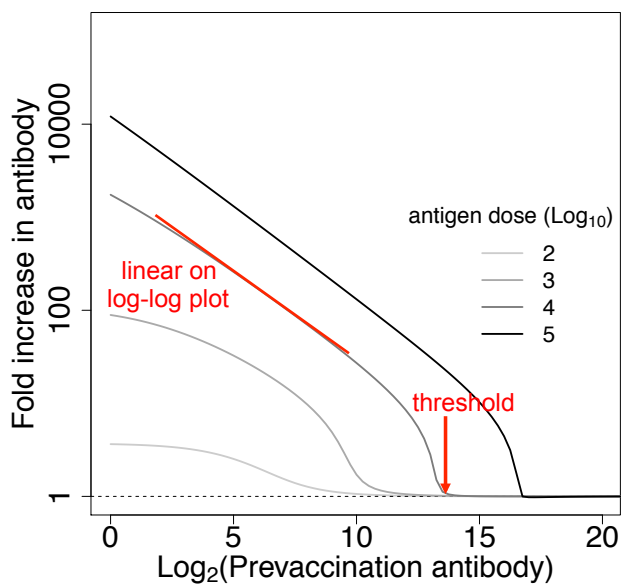 Fold increase in antibody
10000
100
1
linear on
log-log plot
antigen dose (Log10)
2
3
4
5
threshold
0
5
10
15
20
Log2(Prevaccination antibody)